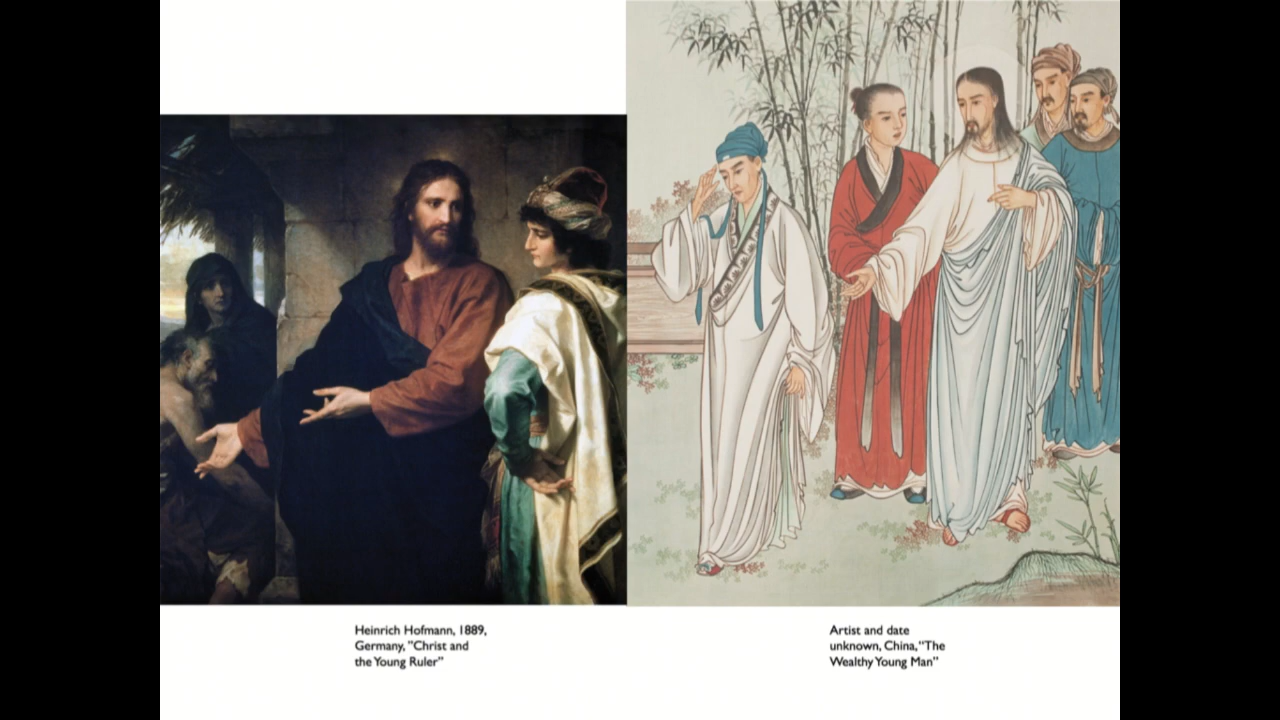 Heinrich Hofmann, 1889,
Germany, "Christ and
the Young Ruler"
Artist and date
unknown, China, "The
Wealthy Young Man"